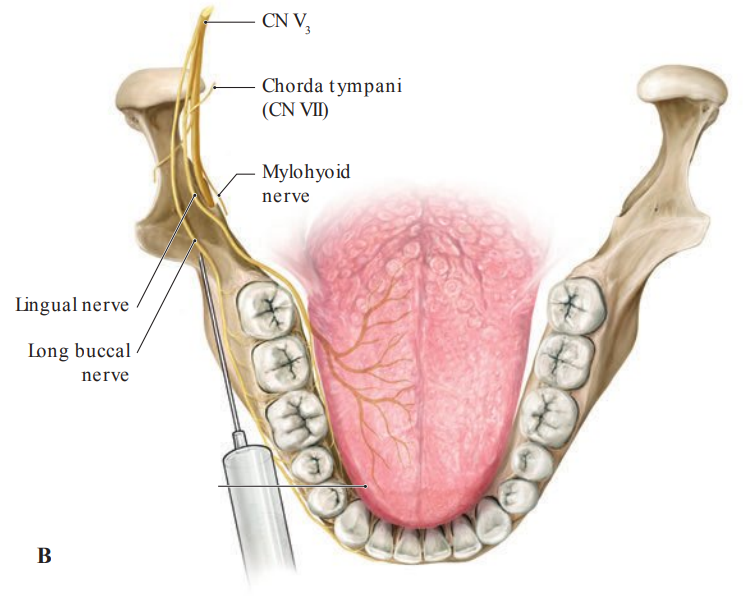 CN V3
Chorda tympani
(CN VII)
Mylohyoid
nerve
Lingual nerve
Long buccal
nerve
B